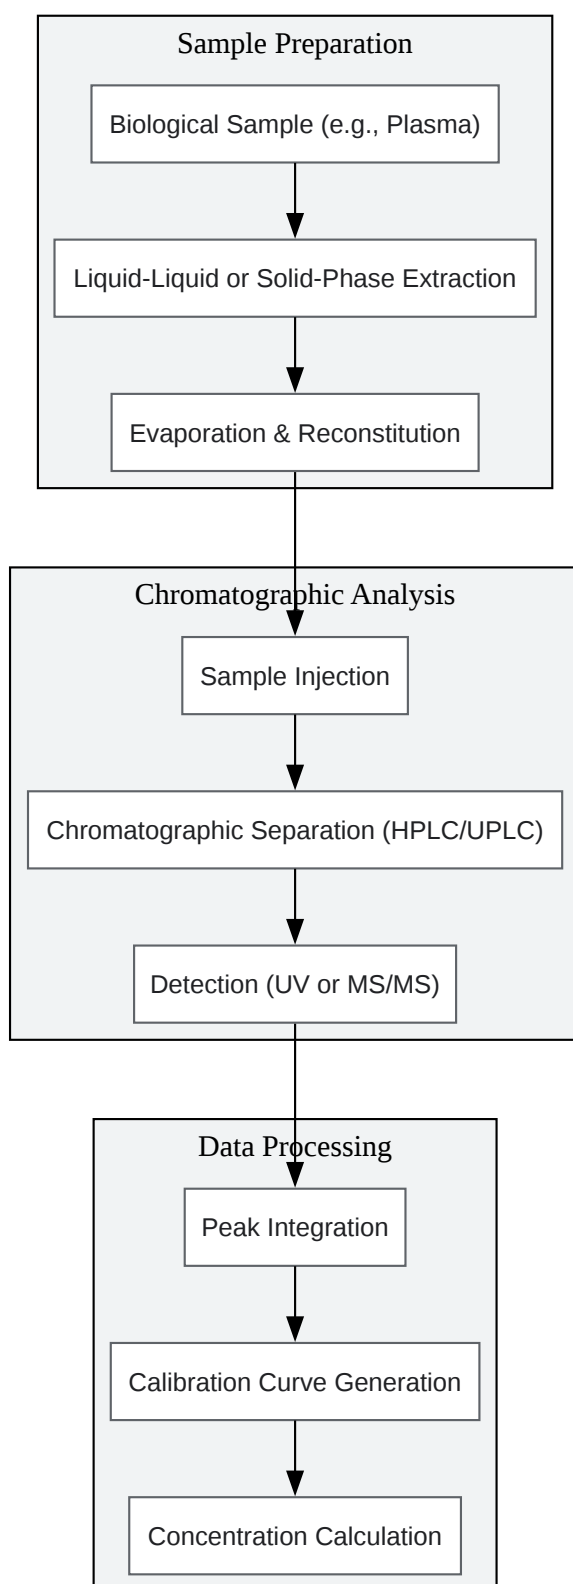 Sample Preparation
Biological Sample (e.g., Plasma)
Liquid-Liquid or Solid-Phase Extraction
Evaporation & Reconstitution
Chromatographic Analysis
Sample Injection
Chromatographic Separation (HPLC/UPLC)
Detection (UV or MS/MS)
Data Processing
Peak Integration
Calibration Curve Generation
Concentration Calculation